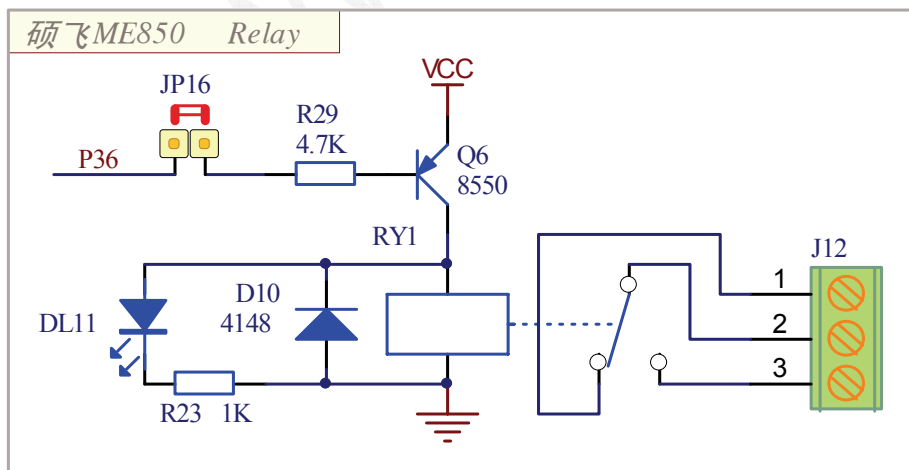 硕飞ME850 Relay
JP16
VCC
R29
4.7K
P36
Q6
8550
RY1
J12
D10
4148
DL11
1
2
3
R23 1K